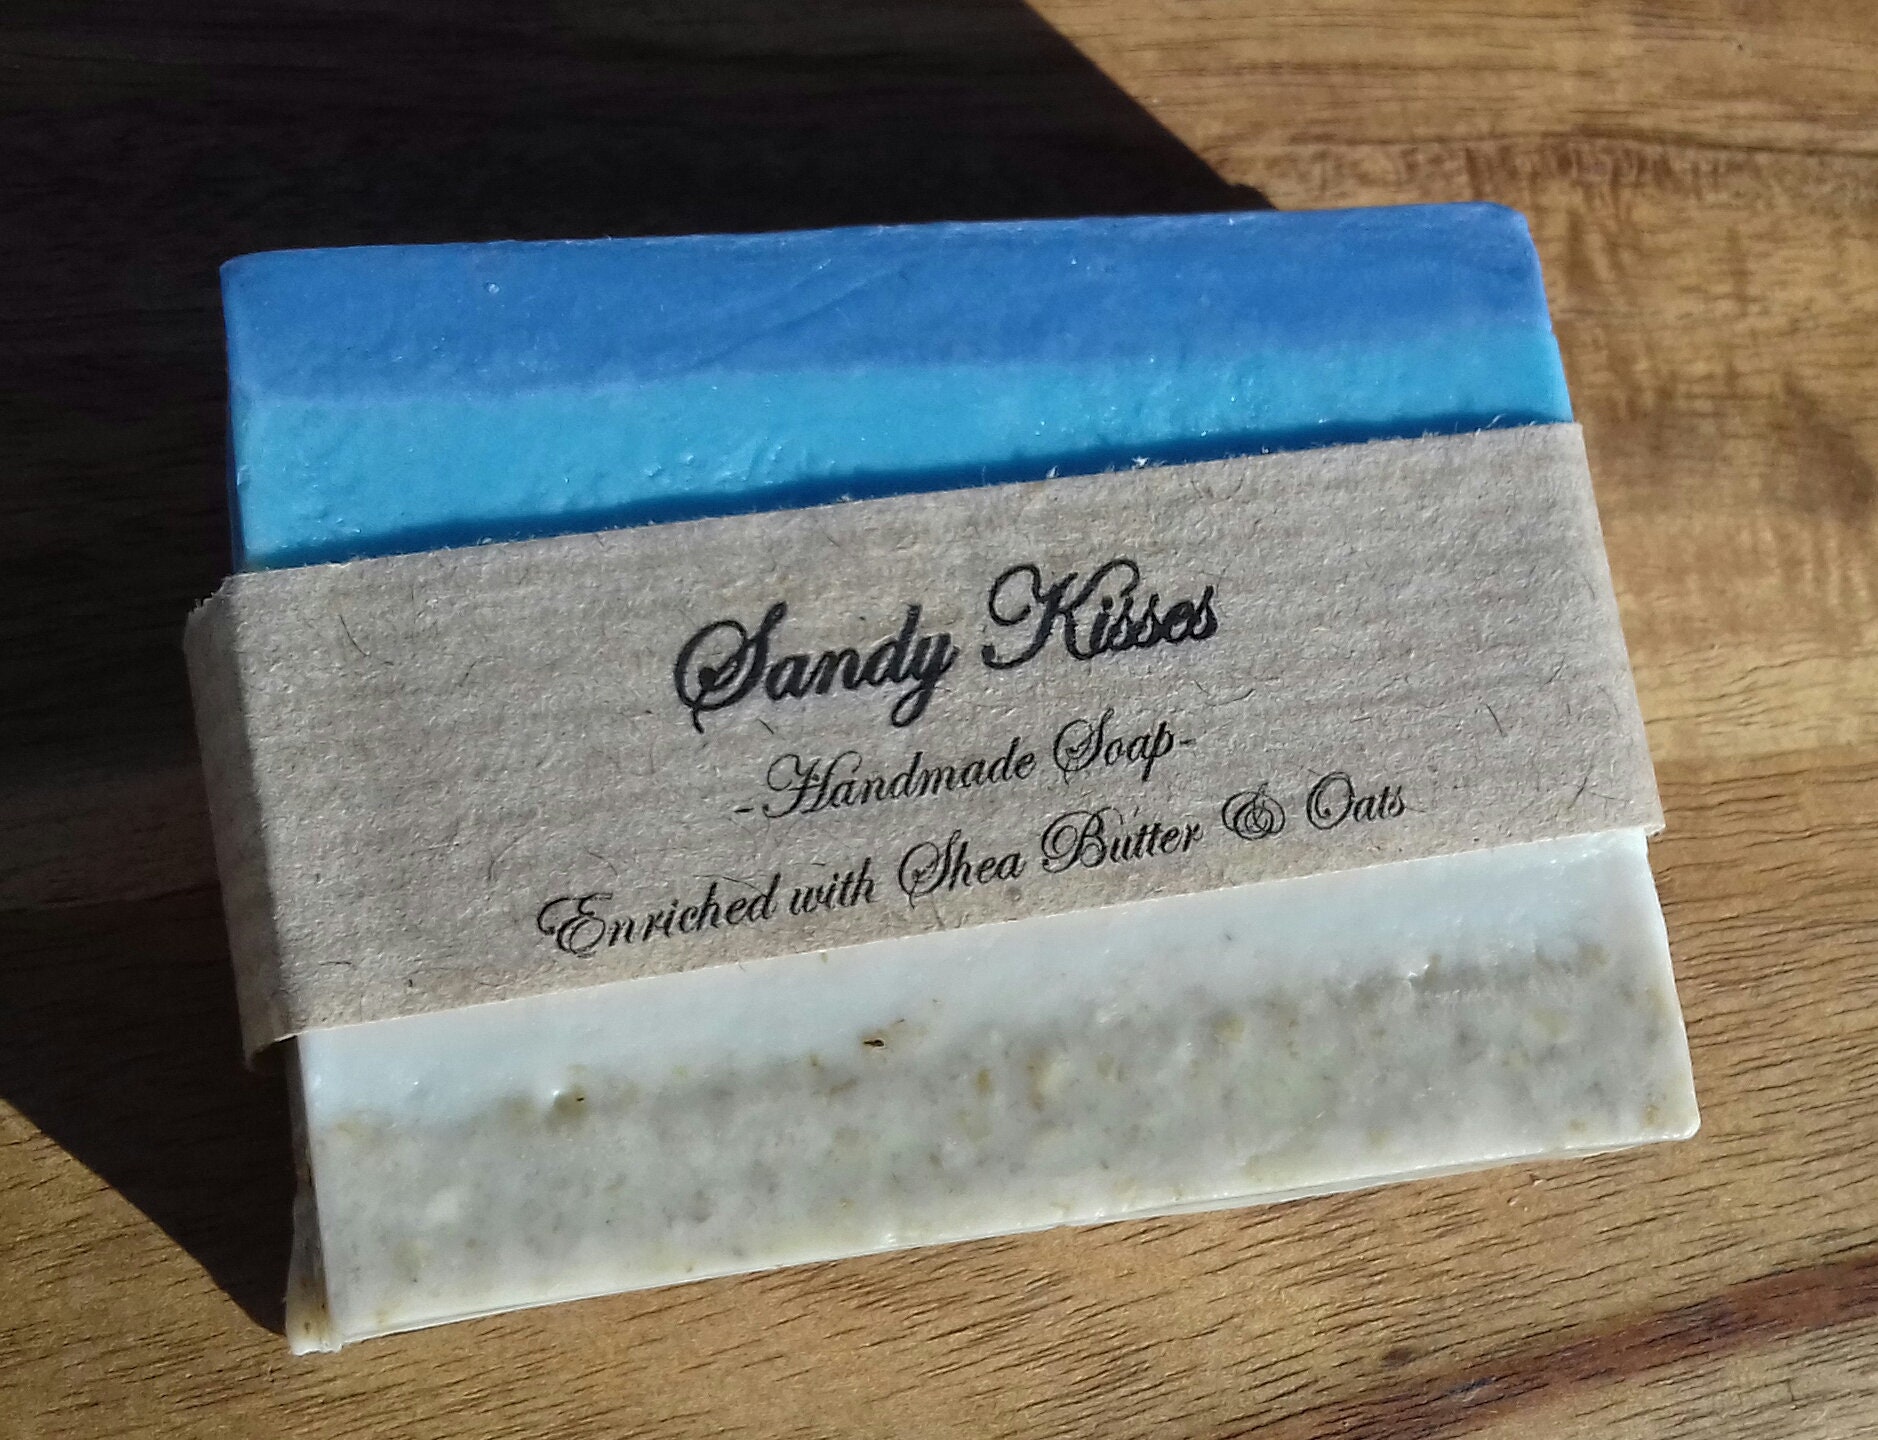 Sandy Kisses
-Handmade Soap-
Enriched with Shea Butter & Oats